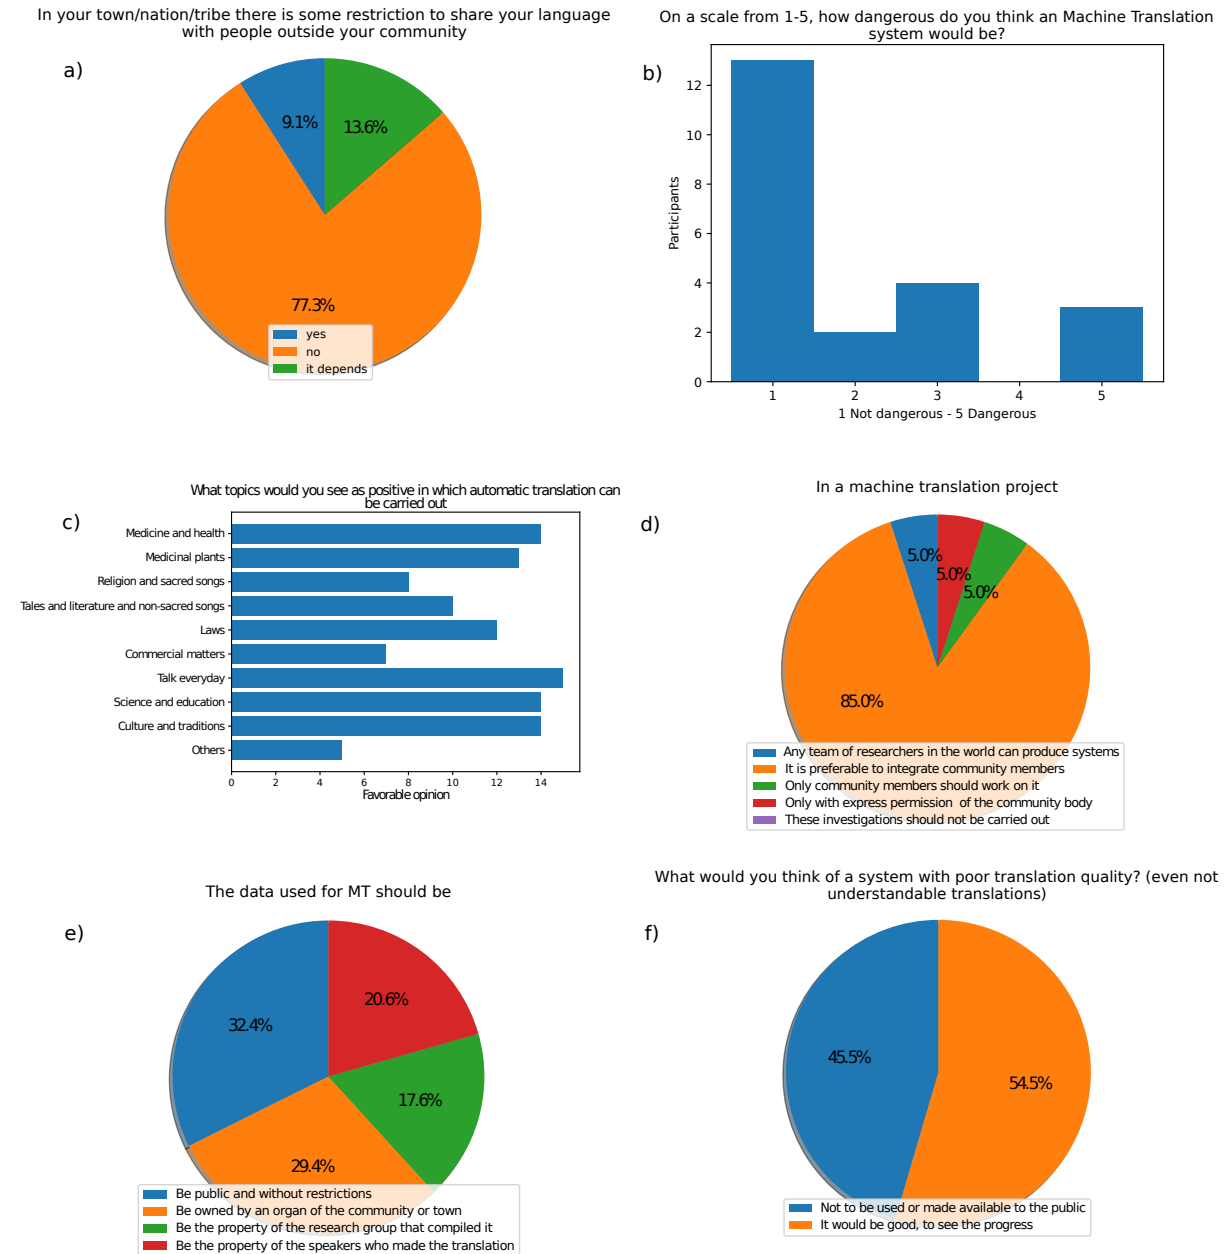 In your town/nation/tribe there is some restriction to share your language
with people outside your community
a)
9.1%
13.6%
77.3%
yes
no
it depends
On a scale from 1-5, how dangerous do you think an Machine Translation
system would be?
b)
Participants
12
10
8
6
4
2
0
1 2 3 4 5
1 Not dangerous - 5 Dangerous
What topics would you see as positive in which automatic translation can
be carried out
c)
Medicine and health
Medicinal plants
Religion and sacred songs
Tales and literature and non-sacred songs
Laws
Commercial matters
Talk everyday
Science and education
Culture and traditions
Others
0 2 4 6 8 10 12 14
Favorable opinion
In a machine translation project
d)
5.0%
5.0%
5.0%
85.0%
Any team of researchers in the world can produce systems
It is preferable to integrate community members
Only community members should work on it
Only with express permission  of the community body
These investigations should not be carried out
The data used for MT should be
e)
20.6%
32.4%
17.6%
29.4%
Be public and without restrictions
Be owned by an organ of the community or town
Be the property of the research group that compiled it
Be the property of the speakers who made the translation
What would you think of a system with poor translation quality? (even not
understandable translations)
f)
45.5%
54.5%
Not to be used or made available to the public
It would be good, to see the progress